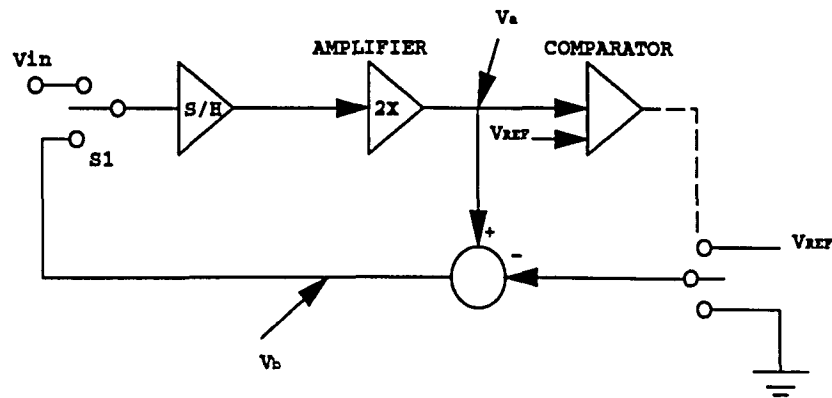 Va
AMPLIFIER
COMPARATOR
Vin
S/H
2X
VREF
S1
+
-
VREF
Vb